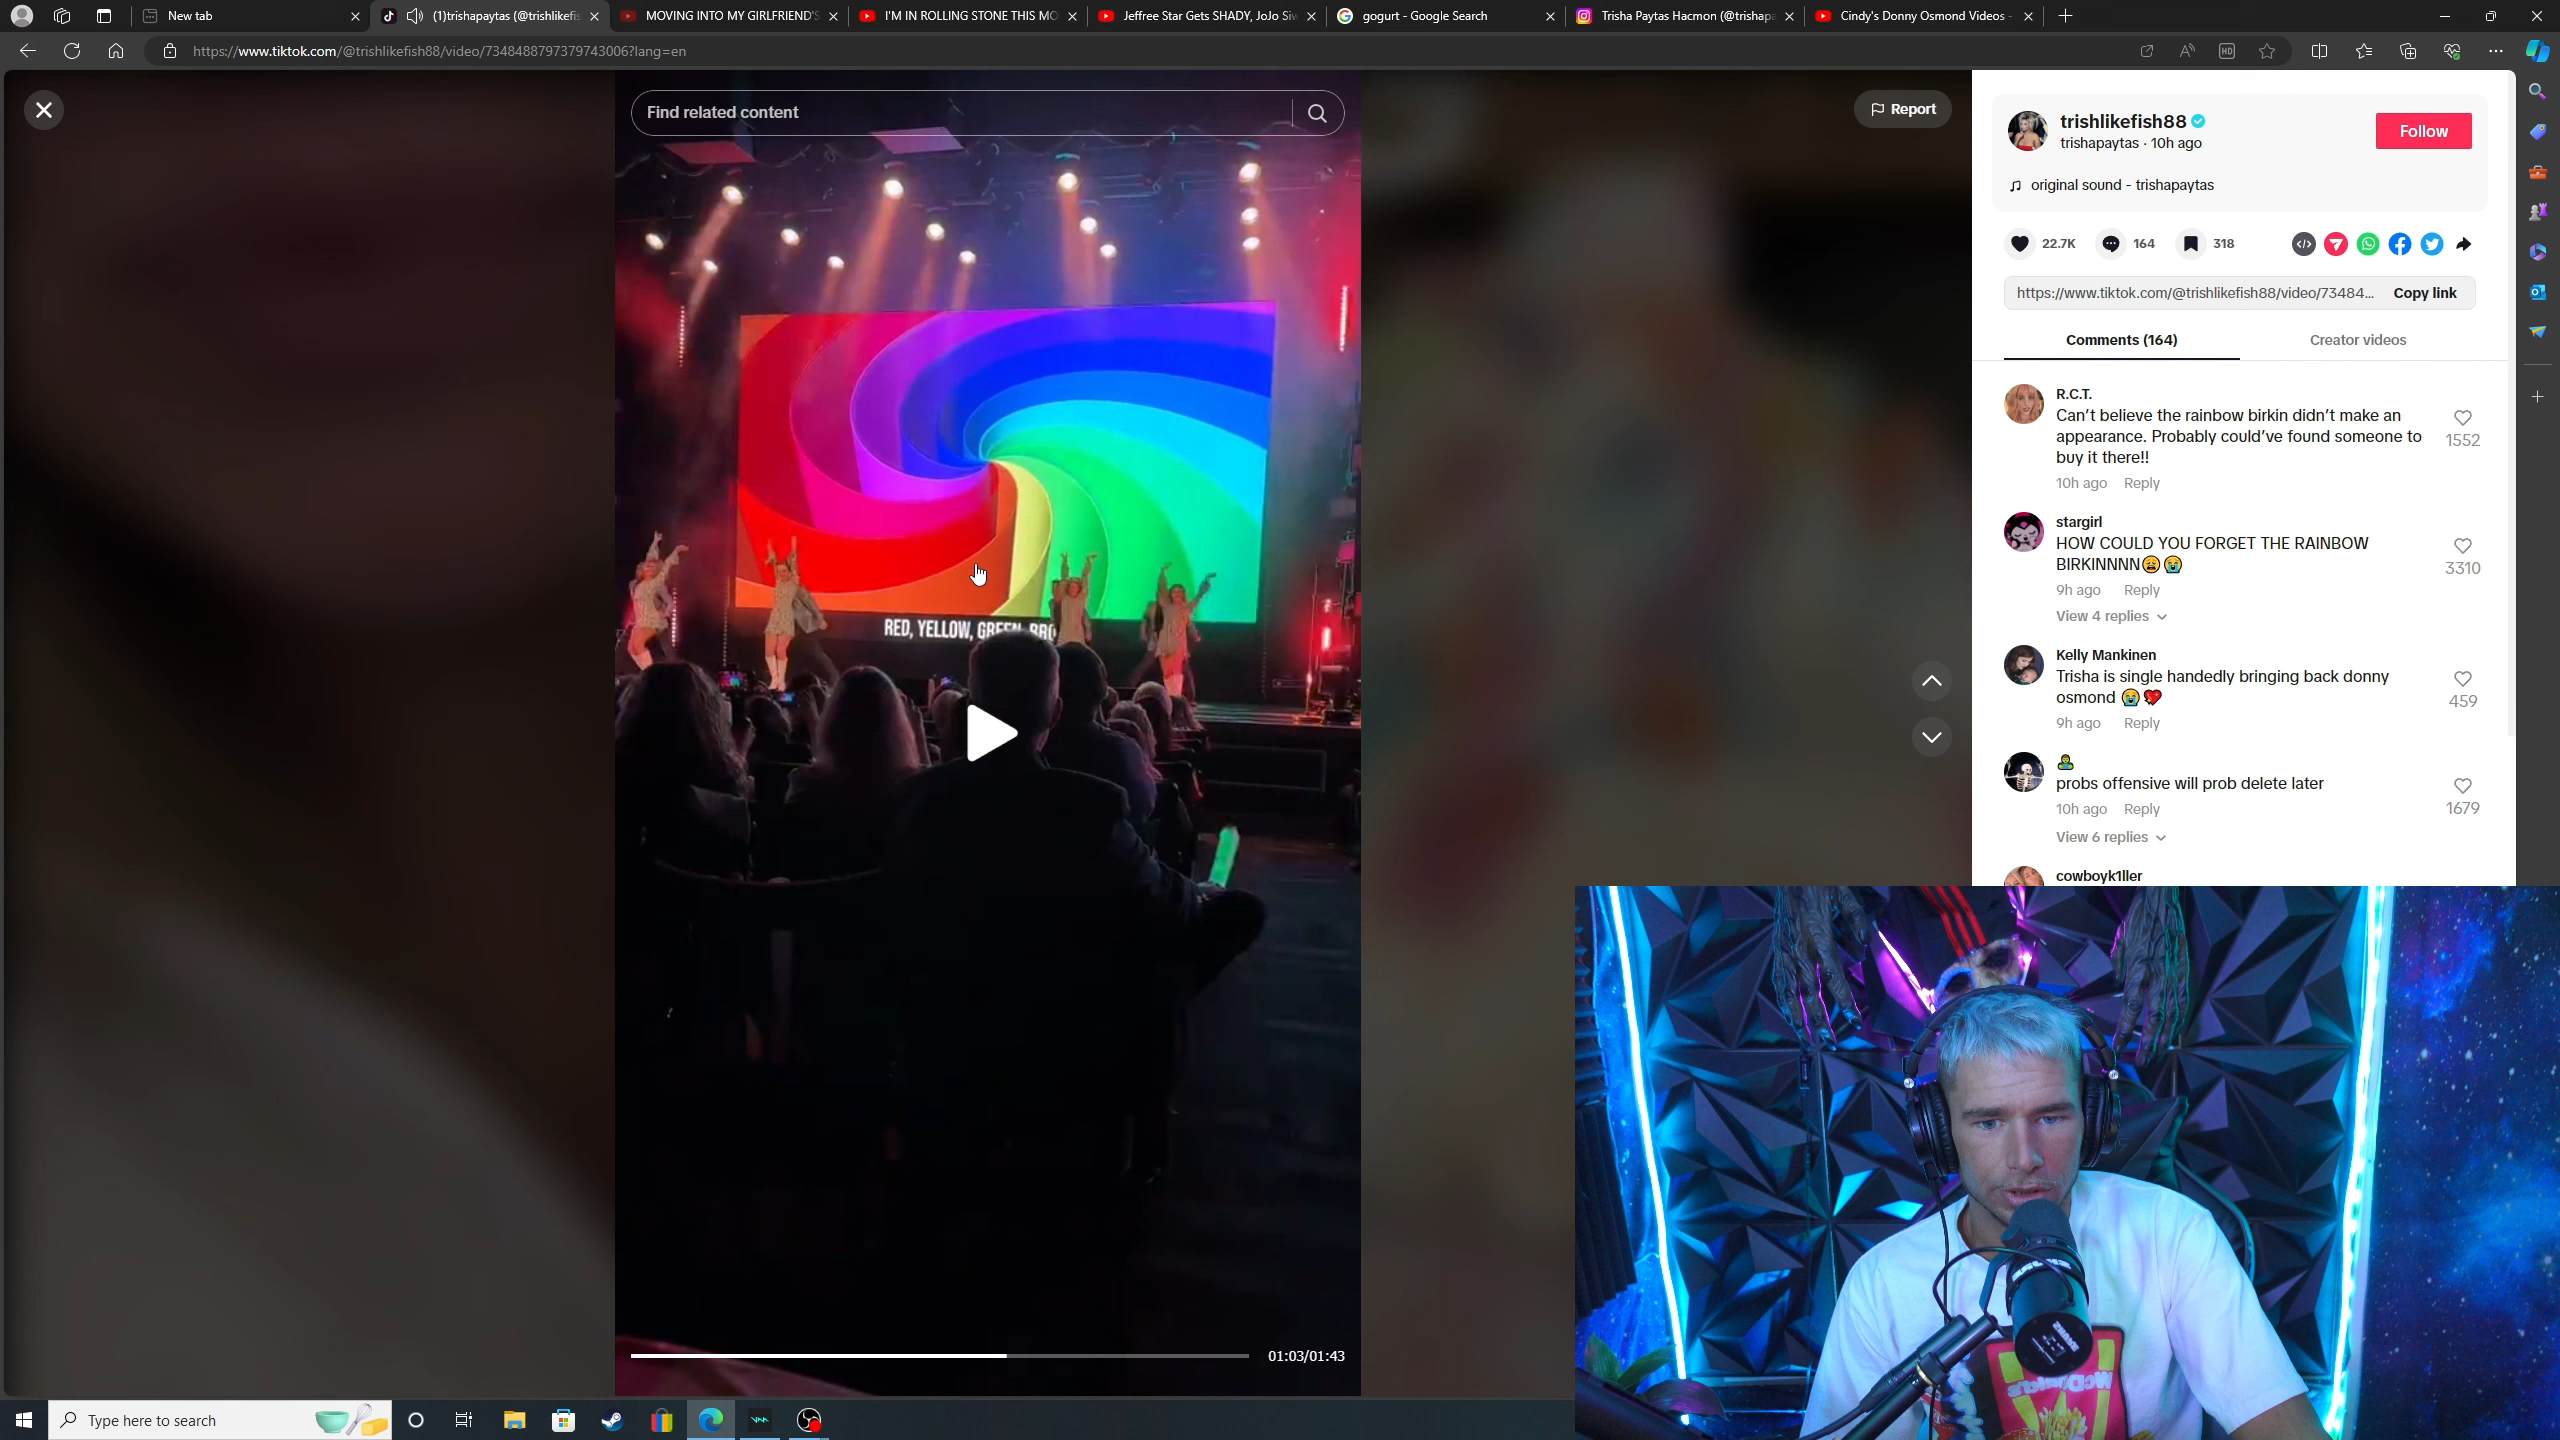 New tab
(1)trishapaytas (@trishlikefis
MOVING INTO MY GIRLFRIEND'S
I'M IN ROLLING STONE THIS MO
Jeffree Star Gets SHADY, JoJo Siw
gogurt - Google Search
Trisha Paytas Hacmon (@trishapa
Cindy's Donny Osmond Videos -
https://www.tiktok.com/@trishlikefish88/video/7348488797379743006?lang=en
Find related content
Report
trishlikefish88
trishapaytas · 10h ago
Follow
original sound - trishapaytas
22.7K
164
318
https://www.tiktok.com/@trishlikefish88/video/73484...
Copy link
Comments (164)
Creator videos
R.C.T.
Can't believe the rainbow birkin didn't make an
appearance. Probably could've found someone to
buy it there!!
1552
10h ago Reply
stargirl
HOW COULD YOU FORGET THE RAINBOW
BIRKINNNN😩😭
3310
9h ago Reply
View 4 replies
Kelly Mankinen
Trisha is single handedly bringing back donny
osmond 😭💖
459
9h ago Reply
probs offensive will prob delete later
1679
10h ago Reply
View 6 replies
cowboyk1ller
RED, YELLOW, GREEN, BRO
01:03/01:43
McDonald's
Type here to search